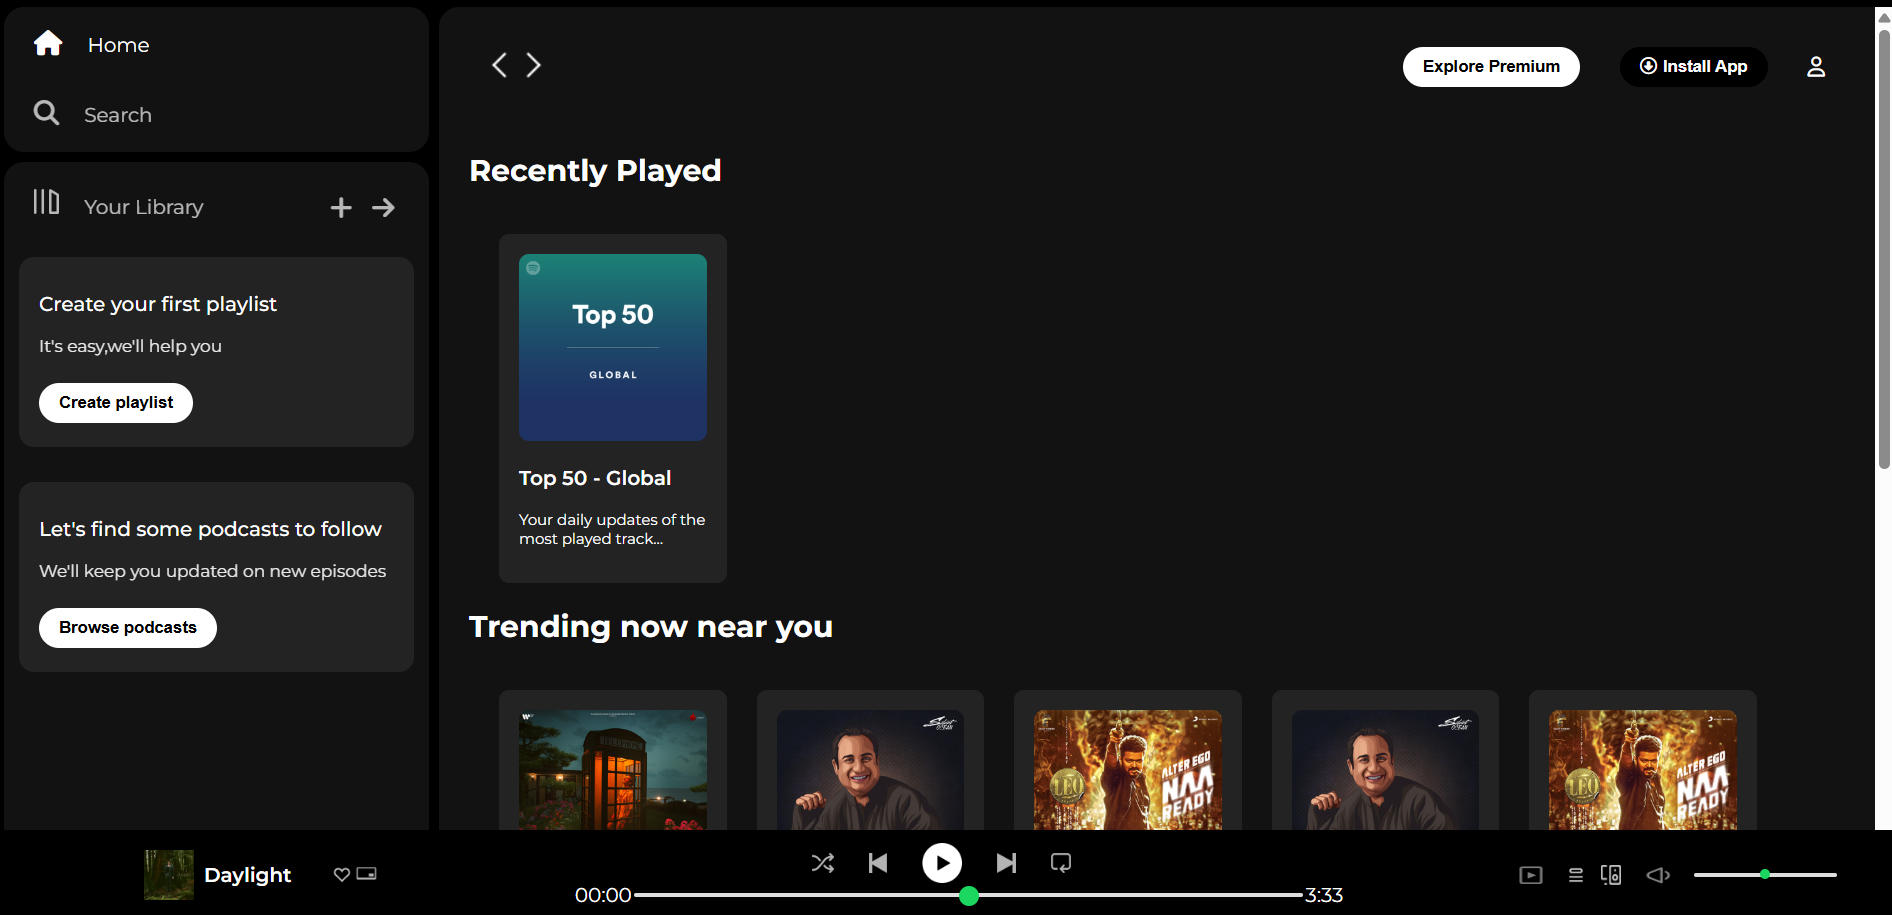 Home
Search
Your Library
Create your first playlist
It's easy,we'll help you
Create playlist
Let's find some podcasts to follow
We'll keep you updated on new episodes
Browse podcasts
Explore Premium
Install App
Recently Played
Top 50
GLOBAL
Top 50 - Global
Your daily updates of the
most played track...
Trending now near you
LEO
ALTER EGO
NAA
READY
LEO
ALTER EGO
NAA
READY
Daylight
00:00
3:33